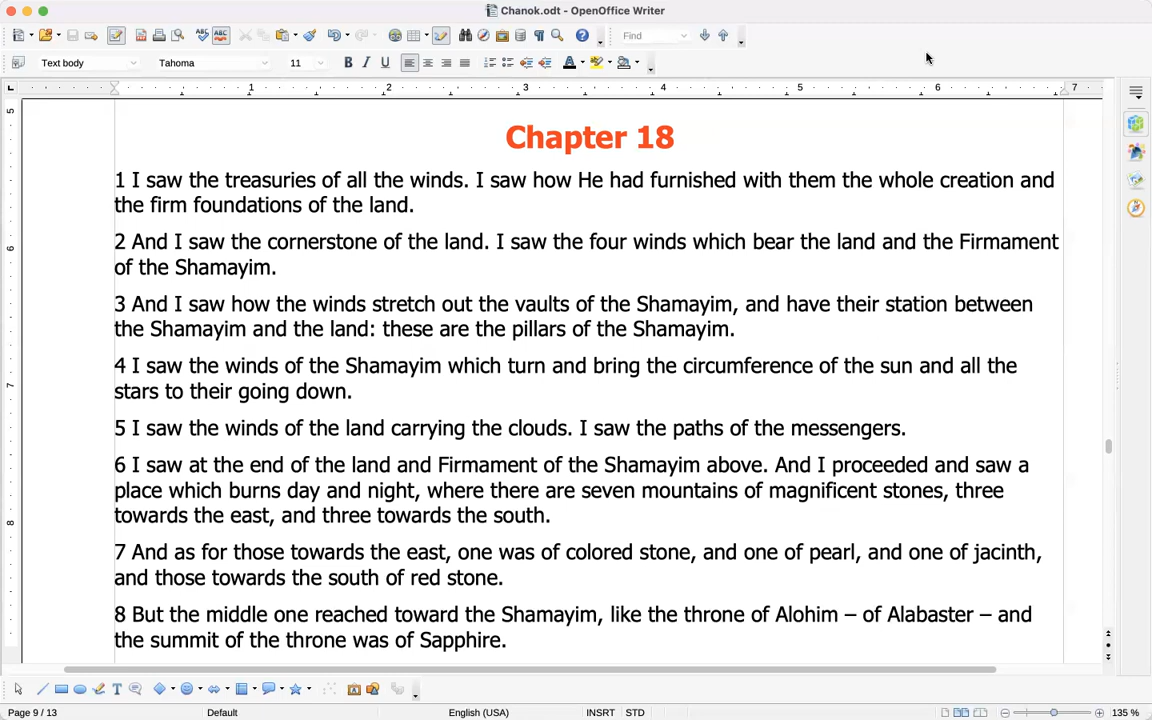 Chanok.odt - OpenOffice Writer
Find
Text body Tahoma 11 B I U
1 2 3 4 5 6 7
5
6
7
8
Chapter 18
1 I saw the treasuries of all the winds. I saw how He had furnished with them the whole creation and
the firm foundations of the land.
2 And I saw the cornerstone of the land. I saw the four winds which bear the land and the Firmament
of the Shamayim.
3 And I saw how the winds stretch out the vaults of the Shamayim, and have their station between
the Shamayim and the land: these are the pillars of the Shamayim.
4 I saw the winds of the Shamayim which turn and bring the circumference of the sun and all the
stars to their going down.
5 I saw the winds of the land carrying the clouds. I saw the paths of the messengers.
6 I saw at the end of the land and Firmament of the Shamayim above. And I proceeded and saw a
place which burns day and night, where there are seven mountains of magnificent stones, three
towards the east, and three towards the south.
7 And as for those towards the east, one was of colored stone, and one of pearl, and one of jacinth,
and those towards the south of red stone.
8 But the middle one reached toward the Shamayim, like the throne of Alohim – of Alabaster – and
the summit of the throne was of Sapphire.
Page 9 / 13 Default English (USA) INSRT STD 135 %